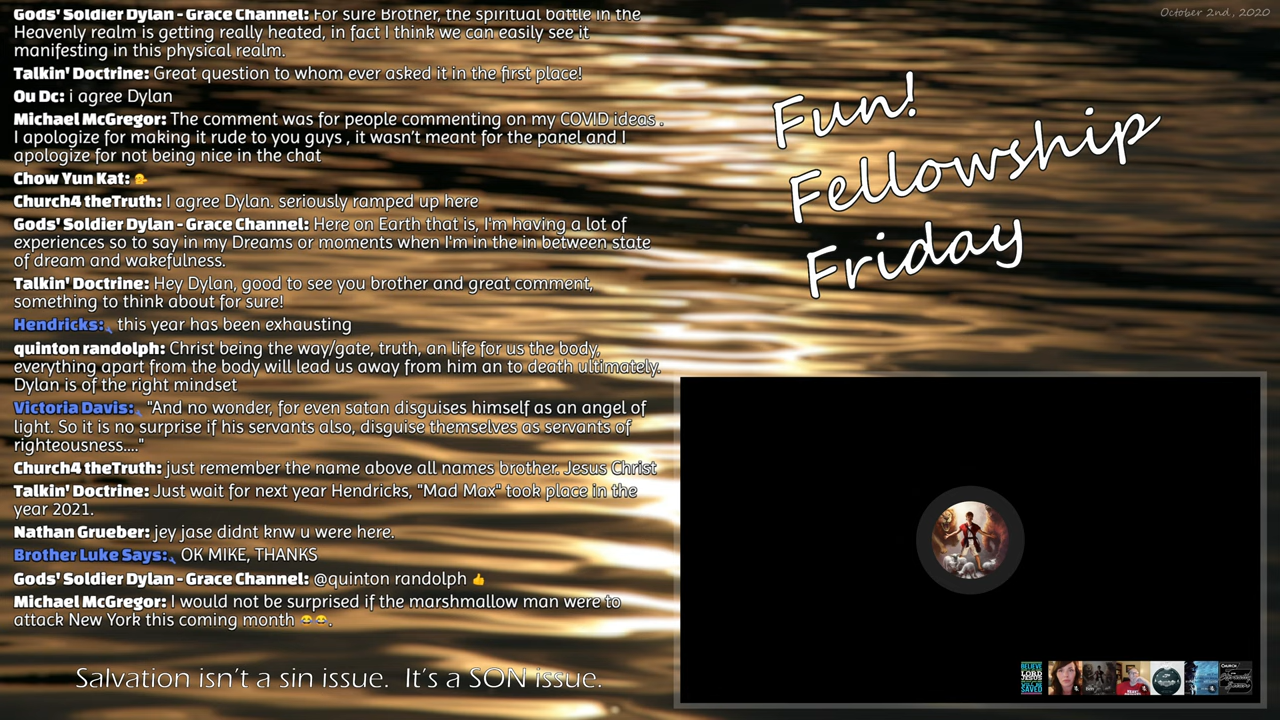 Gods' Soldier Dylan - Grace Channel: For sure Brother, the spiritual battle in the
Heavenly realm is getting really heated, in fact I think we can easily see it
manifesting in this physical realm.
Talkin' Doctrine: Great question to whom ever asked it in the first place!
Ou Dc: i agree Dylan
Michael McGregor: The comment was for people commenting on my COVID ideas .
I apologize for making it rude to you guys , it wasn't meant for the panel and I
apologize for not being nice in the chat
Chow Yun Kat:
Church4 theTruth: I agree Dylan. seriously ramped up here
Gods' Soldier Dylan - Grace Channel: Here on Earth that is, I'm having a lot of
experiences so to say in my Dreams or moments when I'm in the in between state
of dream and wakefulness.
Talkin' Doctrine: Hey Dylan, good to see you brother and great comment,
something to think about for sure!
Hendricks: this year has been exhausting
quinton randolph: Christ being the way/gate, truth, an life for us the body,
everything apart from the body will lead us away from him an to death ultimately.
Dylan is of the right mindset
Victoria Davis: "And no wonder, for even satan disguises himself as an angel of
light. So it is no surprise if his servants also, disguise themselves as servants of
righteousness...."
Church4 theTruth: just remember the name above all names brother. Jesus Christ
Talkin' Doctrine: Just wait for next year Hendricks, "Mad Max" took place in the
year 2021.
Nathan Grueber: jey jase didnt knw u were here.
Brother Luke Says: OK MIKE, THANKS
Gods' Soldier Dylan - Grace Channel: @quinton randolph 👍
Michael McGregor: I would not be surprised if the marshmallow man were to
attack New York this coming month 😂😂.
Salvation isn't a sin issue. It's a SON issue.
October 2nd, 2020
Fun!
Fellowship
Friday
BELIEVE
LORD
JESUS
SAVED